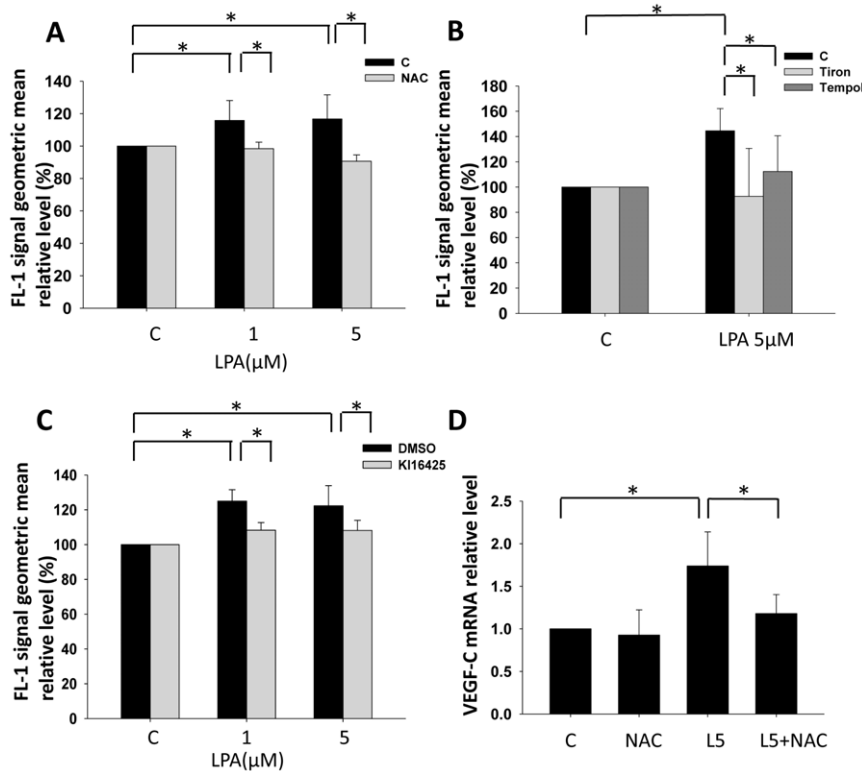 A
*
*
*
*
C
NAC
FL-1 signal geometric mean
relative level (%)
140
120
100
80
60
40
20
0
C
1
5
LPA(μM)
B
*
*
*
C
Tiron
Tempol
FL-1 signal geometric mean
relative level (%)
200
180
160
140
120
100
80
60
40
20
0
C
LPA 5μM
C
*
*
*
*
DMSO
KI16425
FL-1 signal geometric mean
relative level (%)
140
120
100
80
60
40
20
0
C
1
5
LPA(μM)
D
*
*
VEGF-C mRNA relative level
2.5
2.0
1.5
1.0
0.5
0.0
C
NAC
L5
L5+NAC